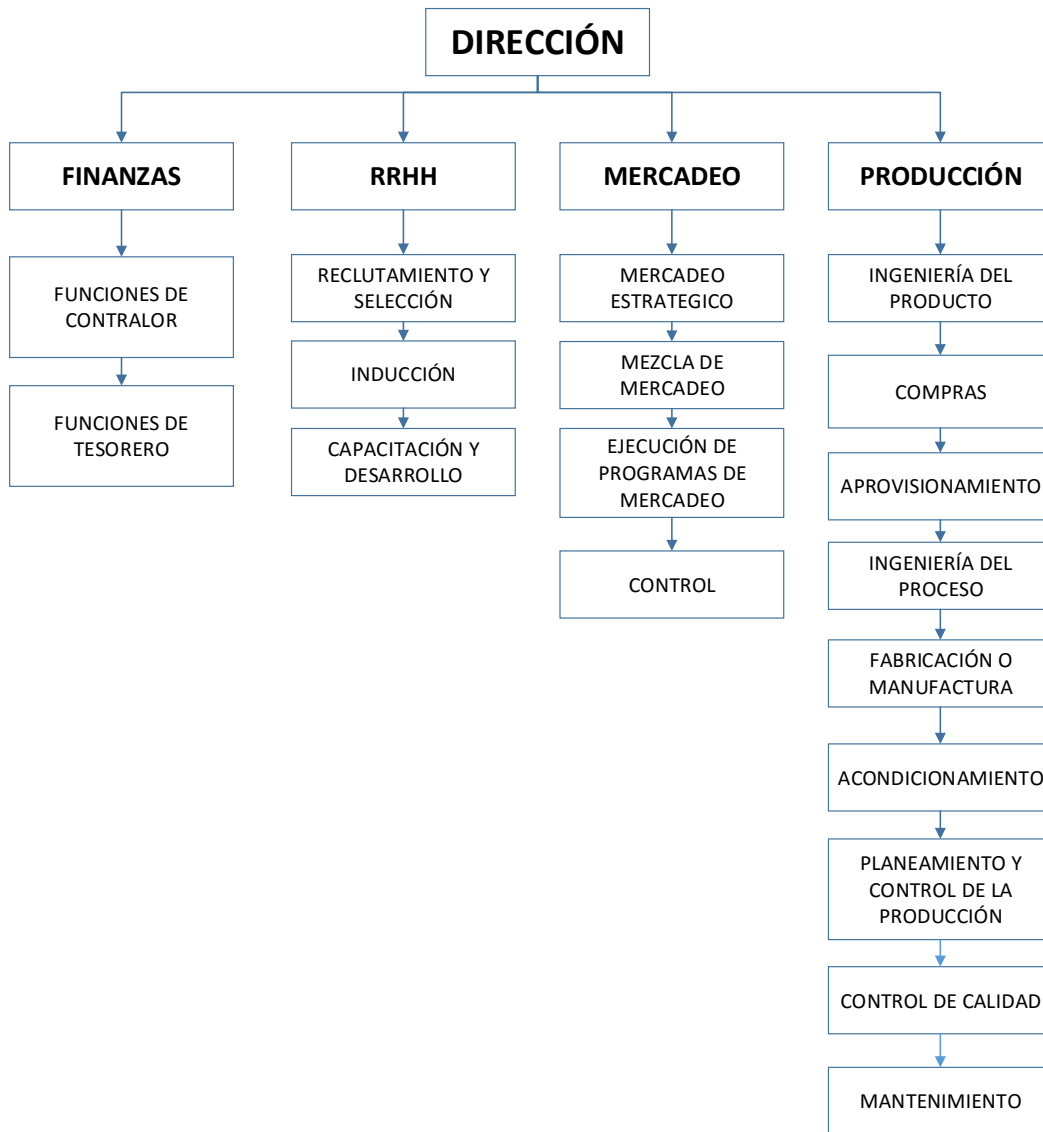 DIRECCIÓN
FINANZAS
RRHH
MERCADEO
PRODUCCIÓN
FUNCIONES DE
CONTRALOR
FUNCIONES DE
TESORERO
RECLUTAMIENTO Y
SELECCIÓN
INDUCCIÓN
CAPACITACIÓN Y
DESARROLLO
MERCADEO
ESTRATEGICO
MEZCLA DE
MERCADEO
EJECUCIÓN DE
PROGRAMAS DE
MERCADEO
CONTROL
INGENIERÍA DEL
PRODUCTO
COMPRAS
APROVISIONAMIENTO
INGENIERÍA DEL
PROCESO
FABRICACIÓN O
MANUFACTURA
ACONDICIONAMIENTO
PLANEAMIENTO Y
CONTROL DE LA
PRODUCCIÓN
CONTROL DE CALIDAD
MANTENIMIENTO